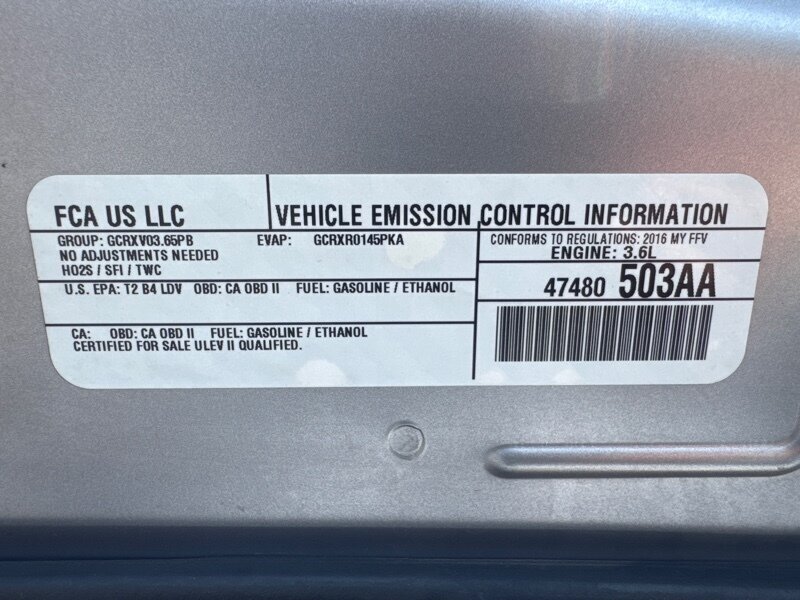 FCA US LLC
VEHICLE EMISSION CONTROL INFORMATION
GROUP: GCRXV03.65PB EVAP: GCRXR0145PKA
NO ADJUSTMENTS NEEDED
HO2S / SFI / TWC
CONFORMS TO REGULATIONS: 2016 MY FFV
ENGINE: 3.6L
U.S. EPA: T2 B4 LDV OBD: CA OBD II FUEL: GASOLINE / ETHANOL
47480 503AA
CA: OBD: CA OBD II FUEL: GASOLINE / ETHANOL
CERTIFIED FOR SALE ULEV II QUALIFIED.